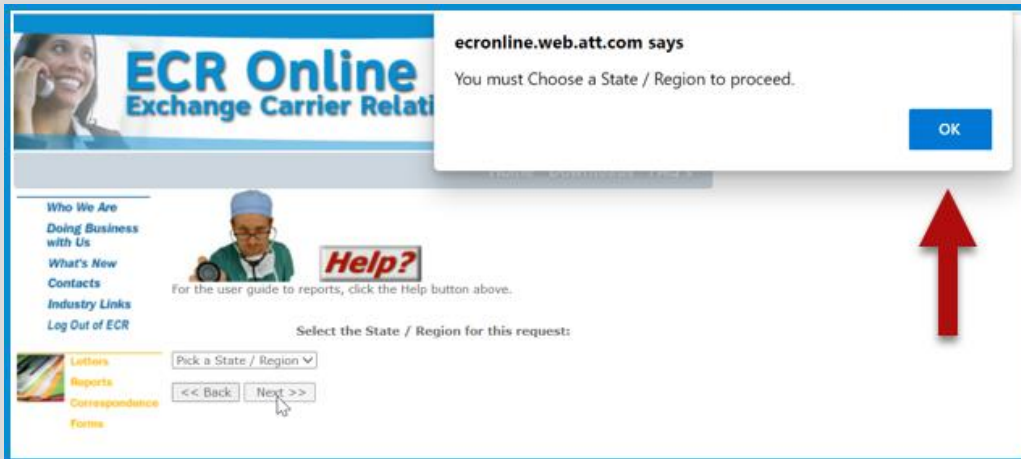 ecronline.web.att.com says
You must Choose a State / Region to proceed.
OK
ECR Online
Exchange Carrier Relati
Home Downloads FAQ's
Who We Are
Doing Business
with Us
What's New
Contacts
Industry Links
Log Out of ECR
Help?
For the user guide to reports, click the Help button above.
Select the State / Region for this request:
Letters
Reports
Correspondence
Forms
Pick a State / Region
<< Back
Next >>